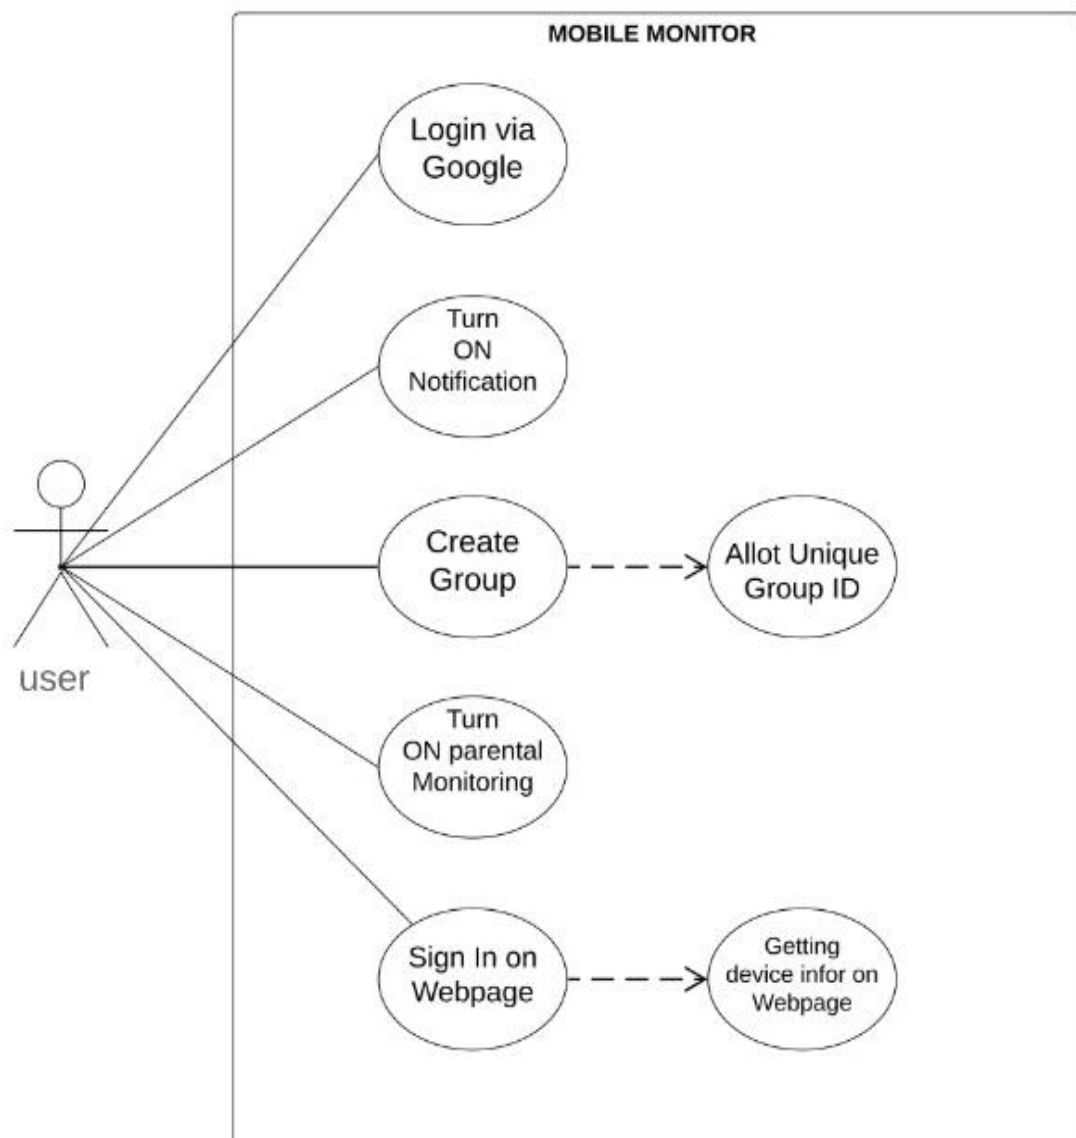 MOBILE MONITOR
Login via
Google
Turn
ON
Notification
Create
Group
Allot Unique
Group ID
user
Turn
ON parental
Monitoring
Sign In on
Webpage
Getting
device infor on
Webpage